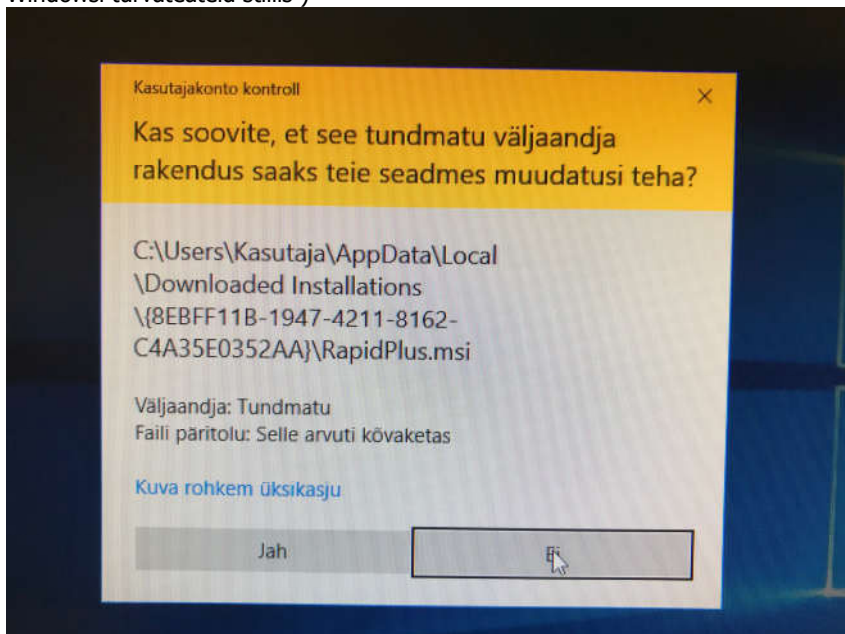 Kasutajakonto kontroll
Kas soovite, et see tundmatu väljaandja
rakendus saaks teie seadmes muudatusi teha?
C:\Users\Kasutaja\AppData\Local
\Downloaded Installations
\{8EBFF11B-1947-4211-8162-
C4A35E0352AA}\RapidPlus.msi
Väljaandja: Tundmatu
Faili päritolu: Selle arvuti kõvaketas
Kuva rohkem üksikasju
Jah
Ei